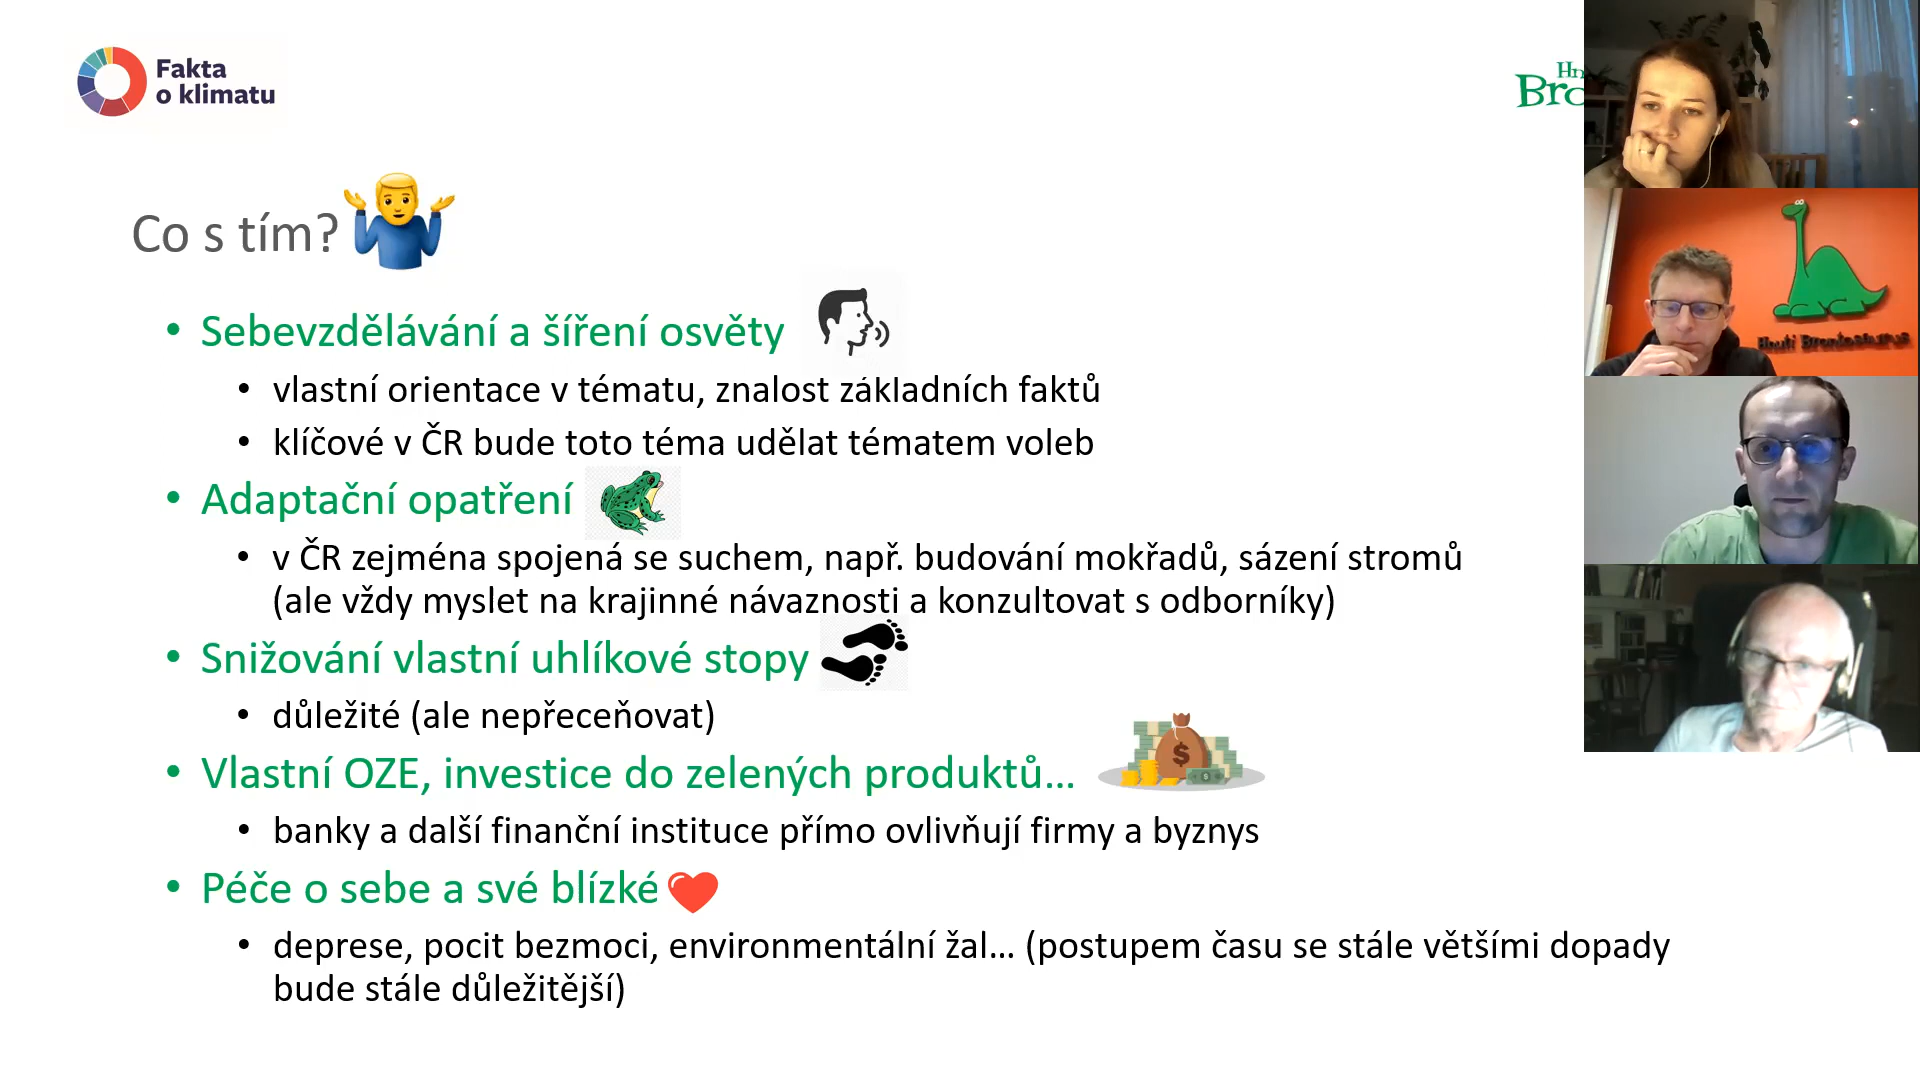 Fakta
o klimatu
Hn
Bro
Co s tím?
• Sebevzdělávání a šíření osvěty
• vlastní orientace v tématu, znalost základních faktů
• klíčové v ČR bude toto téma udělat tématem voleb
• Adaptační opatření
• v ČR zejména spojená se suchem, např. budování mokřadů, sázení stromů
(ale vždy myslet na krajinné návaznosti a konzultovat s odborníky)
• Snižování vlastní uhlíkové stopy
• důležité (ale nepřeceňovat)
• Vlastní OZE, investice do zelených produktů...
• banky a další finanční instituce přímo ovlivňují firmy a byznys
• Péče o sebe a své blízké
• deprese, pocit bezmoci, environmentální žal... (postupem času se stále většími dopady
bude stále důležitější)
Hnutí Brontosaurus